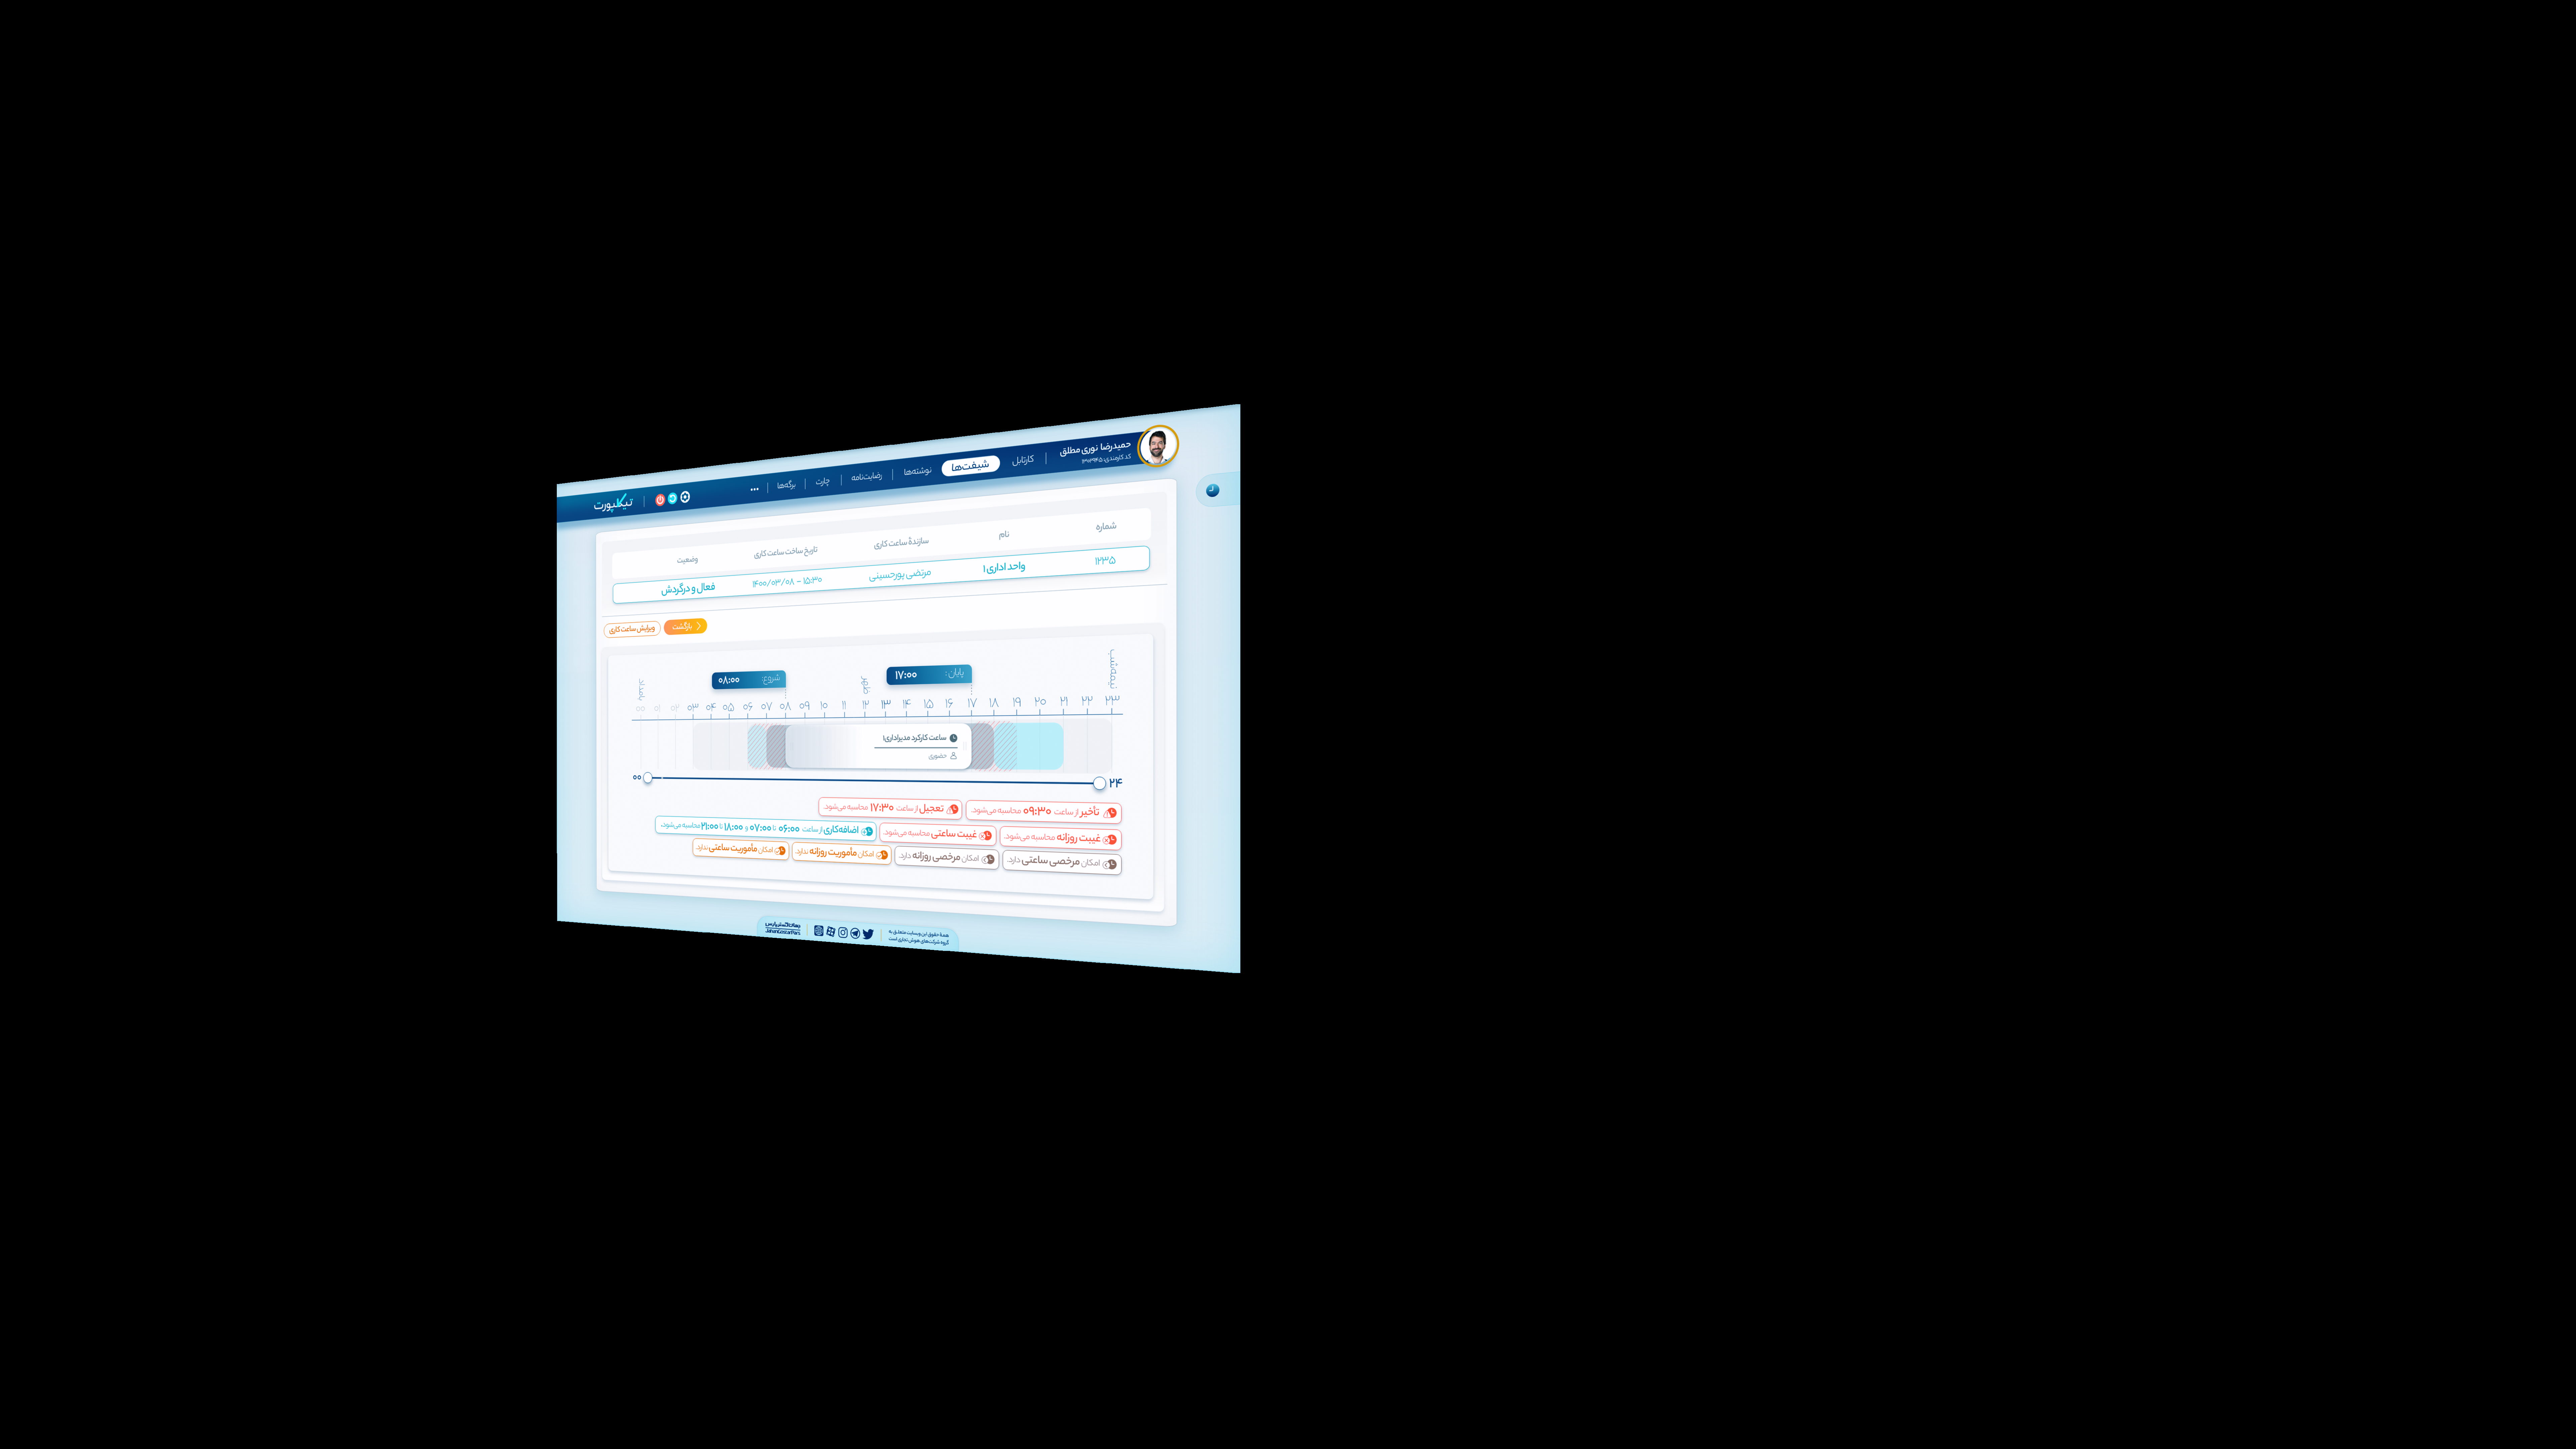 حمیدرضا نوری مطلق
کد کارمندی: ۳۰۳۹۴۵
کارتابل
شیفت‌ها
نوشته‌ها
رضایت‌نامه
چارت
برگه‌ها
تیکپورت
شماره
نام
سازندهٔ ساعت کاری
تاریخ ساخت ساعت کاری
وضعیت
۱۲۳۵
واحد اداری ۱
مرتضی پورحسینی
۱۴۰۰/۰۳/۰۸ – ۱۵:۳۰
فعال و درگردش
بازگشت
ویرایش ساعت کاری
نیمه‌شب
پایان: ۱۷:۰۰
ظهر
شروع: ۰۸:۰۰
بامداد
۰۰ ۰۱ ۰۲ ۰۳ ۰۴ ۰۵ ۰۶ ۰۷ ۰۸ ۰۹ ۱۰ ۱۱ ۱۲ ۱۳ ۱۴ ۱۵ ۱۶ ۱۷ ۱۸ ۱۹ ۲۰ ۲۱ ۲۲ ۲۳
ساعت کارکرد مدیراداری۱
حضوری
۰۰ ۲۴
تأخیر از ساعت ۰۹:۳۰ محاسبه می‌شود.
تعجیل از ساعت ۱۷:۳۰ محاسبه می‌شود.
غیبت روزانه محاسبه می‌شود.
غیبت ساعتی محاسبه می‌شود.
اضافه‌کاری از ساعت ۰۶:۰۰ تا ۰۷:۰۰ و ۱۸:۰۰ تا ۲۱:۰۰ محاسبه می‌شود.
امکان مرخصی ساعتی دارد.
امکان مرخصی روزانه دارد.
امکان مأموریت روزانه ندارد.
امکان مأموریت ساعتی ندارد.
همهٔ حقوق این وبسایت متعلق به
گروه شرکت‌های هوش تجاری است